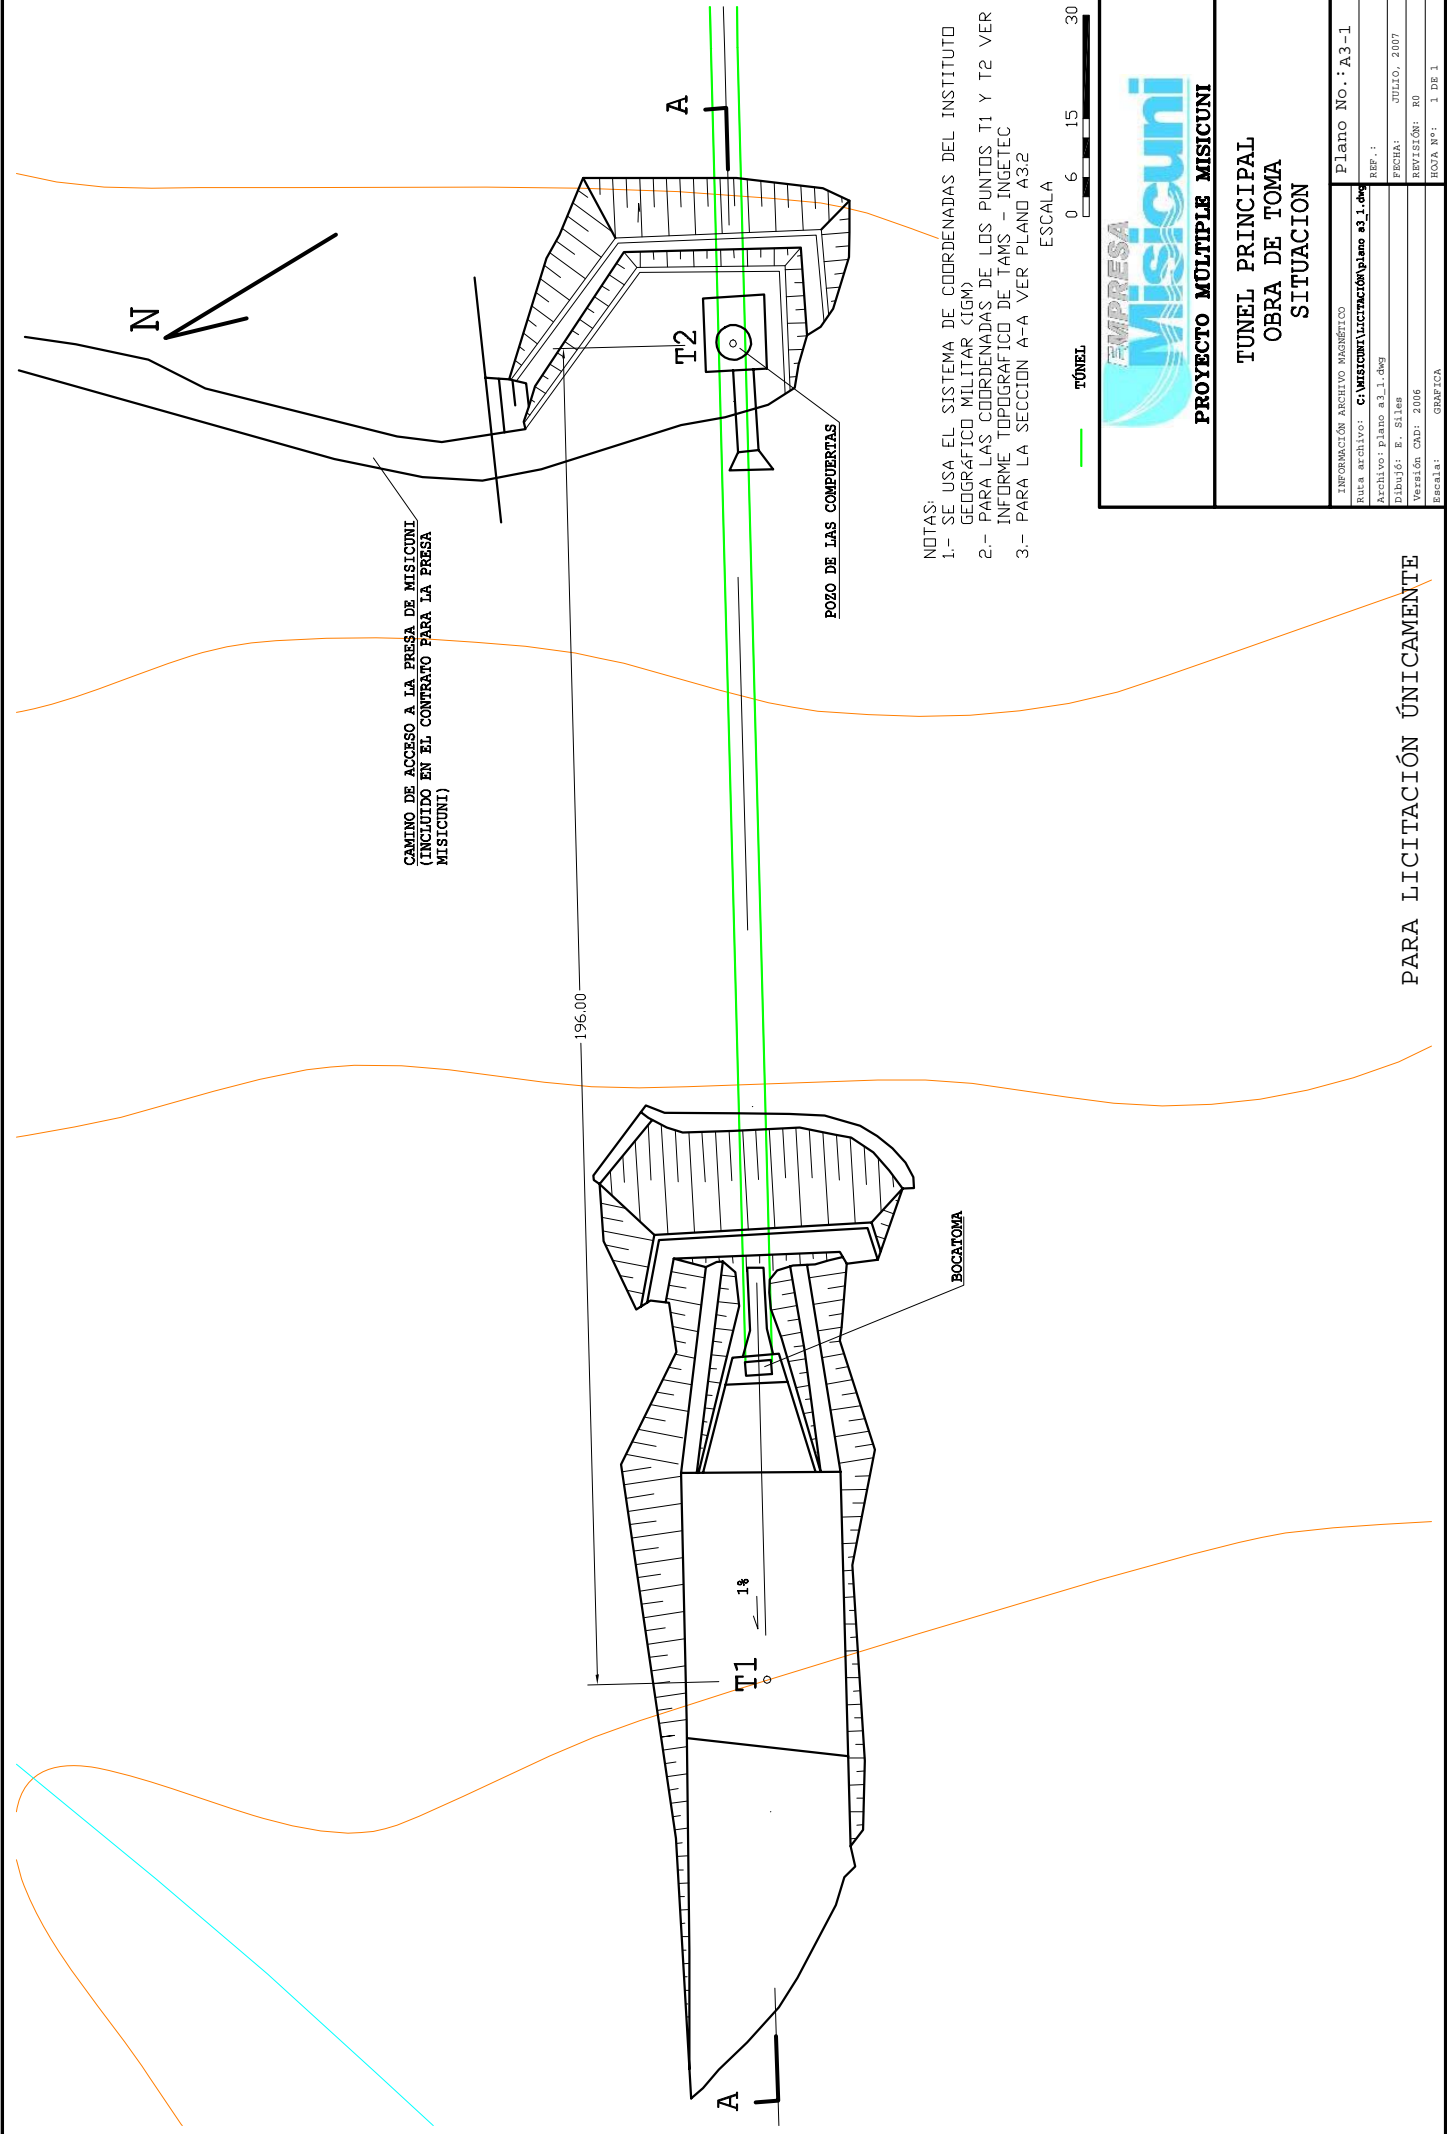 N
CAMINO DE ACCESO A LA PRESA DE MISICUNI
(INCLUIDO EN EL CONTRATO PARA LA PRESA
MISICUNI)
196.00
T2
A
POZO DE LAS COMPUERTAS
BOCATOMA
1%
T1
A
NOTAS:
1.- SE USA EL SISTEMA DE COORDENADAS DEL INSTITUTO
GEOGRÁFICO MILITAR (IGM)
2.- PARA LAS COORDENADAS DE LOS PUNTOS T1 Y T2 VER
INFORME TOPOGRAFICO DE TAMS - INGETEC
3.- PARA LA SECCION A-A VER PLANO A3.2
ESCALA
0 6 15 30
TÚNEL
EMPRESA
Misicuni
PROYECTO MÚLTIPLE MISICUNI
TUNEL PRINCIPAL
OBRA DE TOMA
SITUACION
INFORMACIÓN ARCHIVO MAGNÉTICO
Ruta archivo: C:\MISICUNI\LICITACIÓN\plano a3_1.dwg
Archivo: plano a3_1.dwg
Dibujó: E. Siles
Versión CAD: 2006
Escala: GRAFICA
Plano No.: A3-1
REF.:
FECHA: JULIO, 2007
REVISIÓN: R0
HOJA Nº: 1 DE 1
PARA LICITACIÓN ÚNICAMENTE